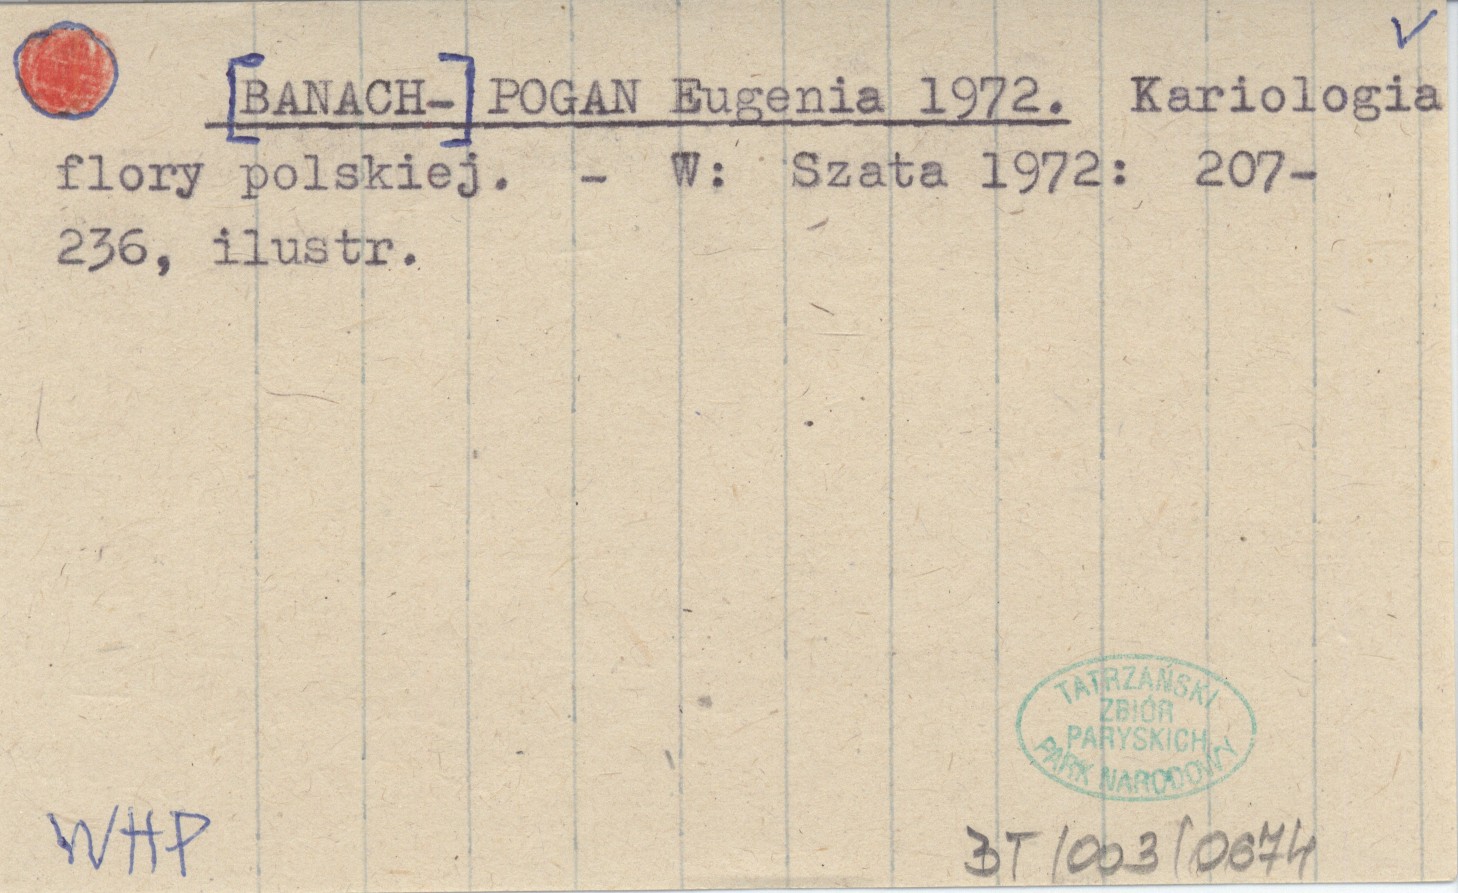 [BANACH-] POGAN Eugenia 1972. Kariologia
flory polskiej. - W: Szata 1972: 207-
236, ilustr.
TATRZAŃSKI
ZBIÓR
PARYSKICH
PARK NARODOWY
WHP
BT/003/0674